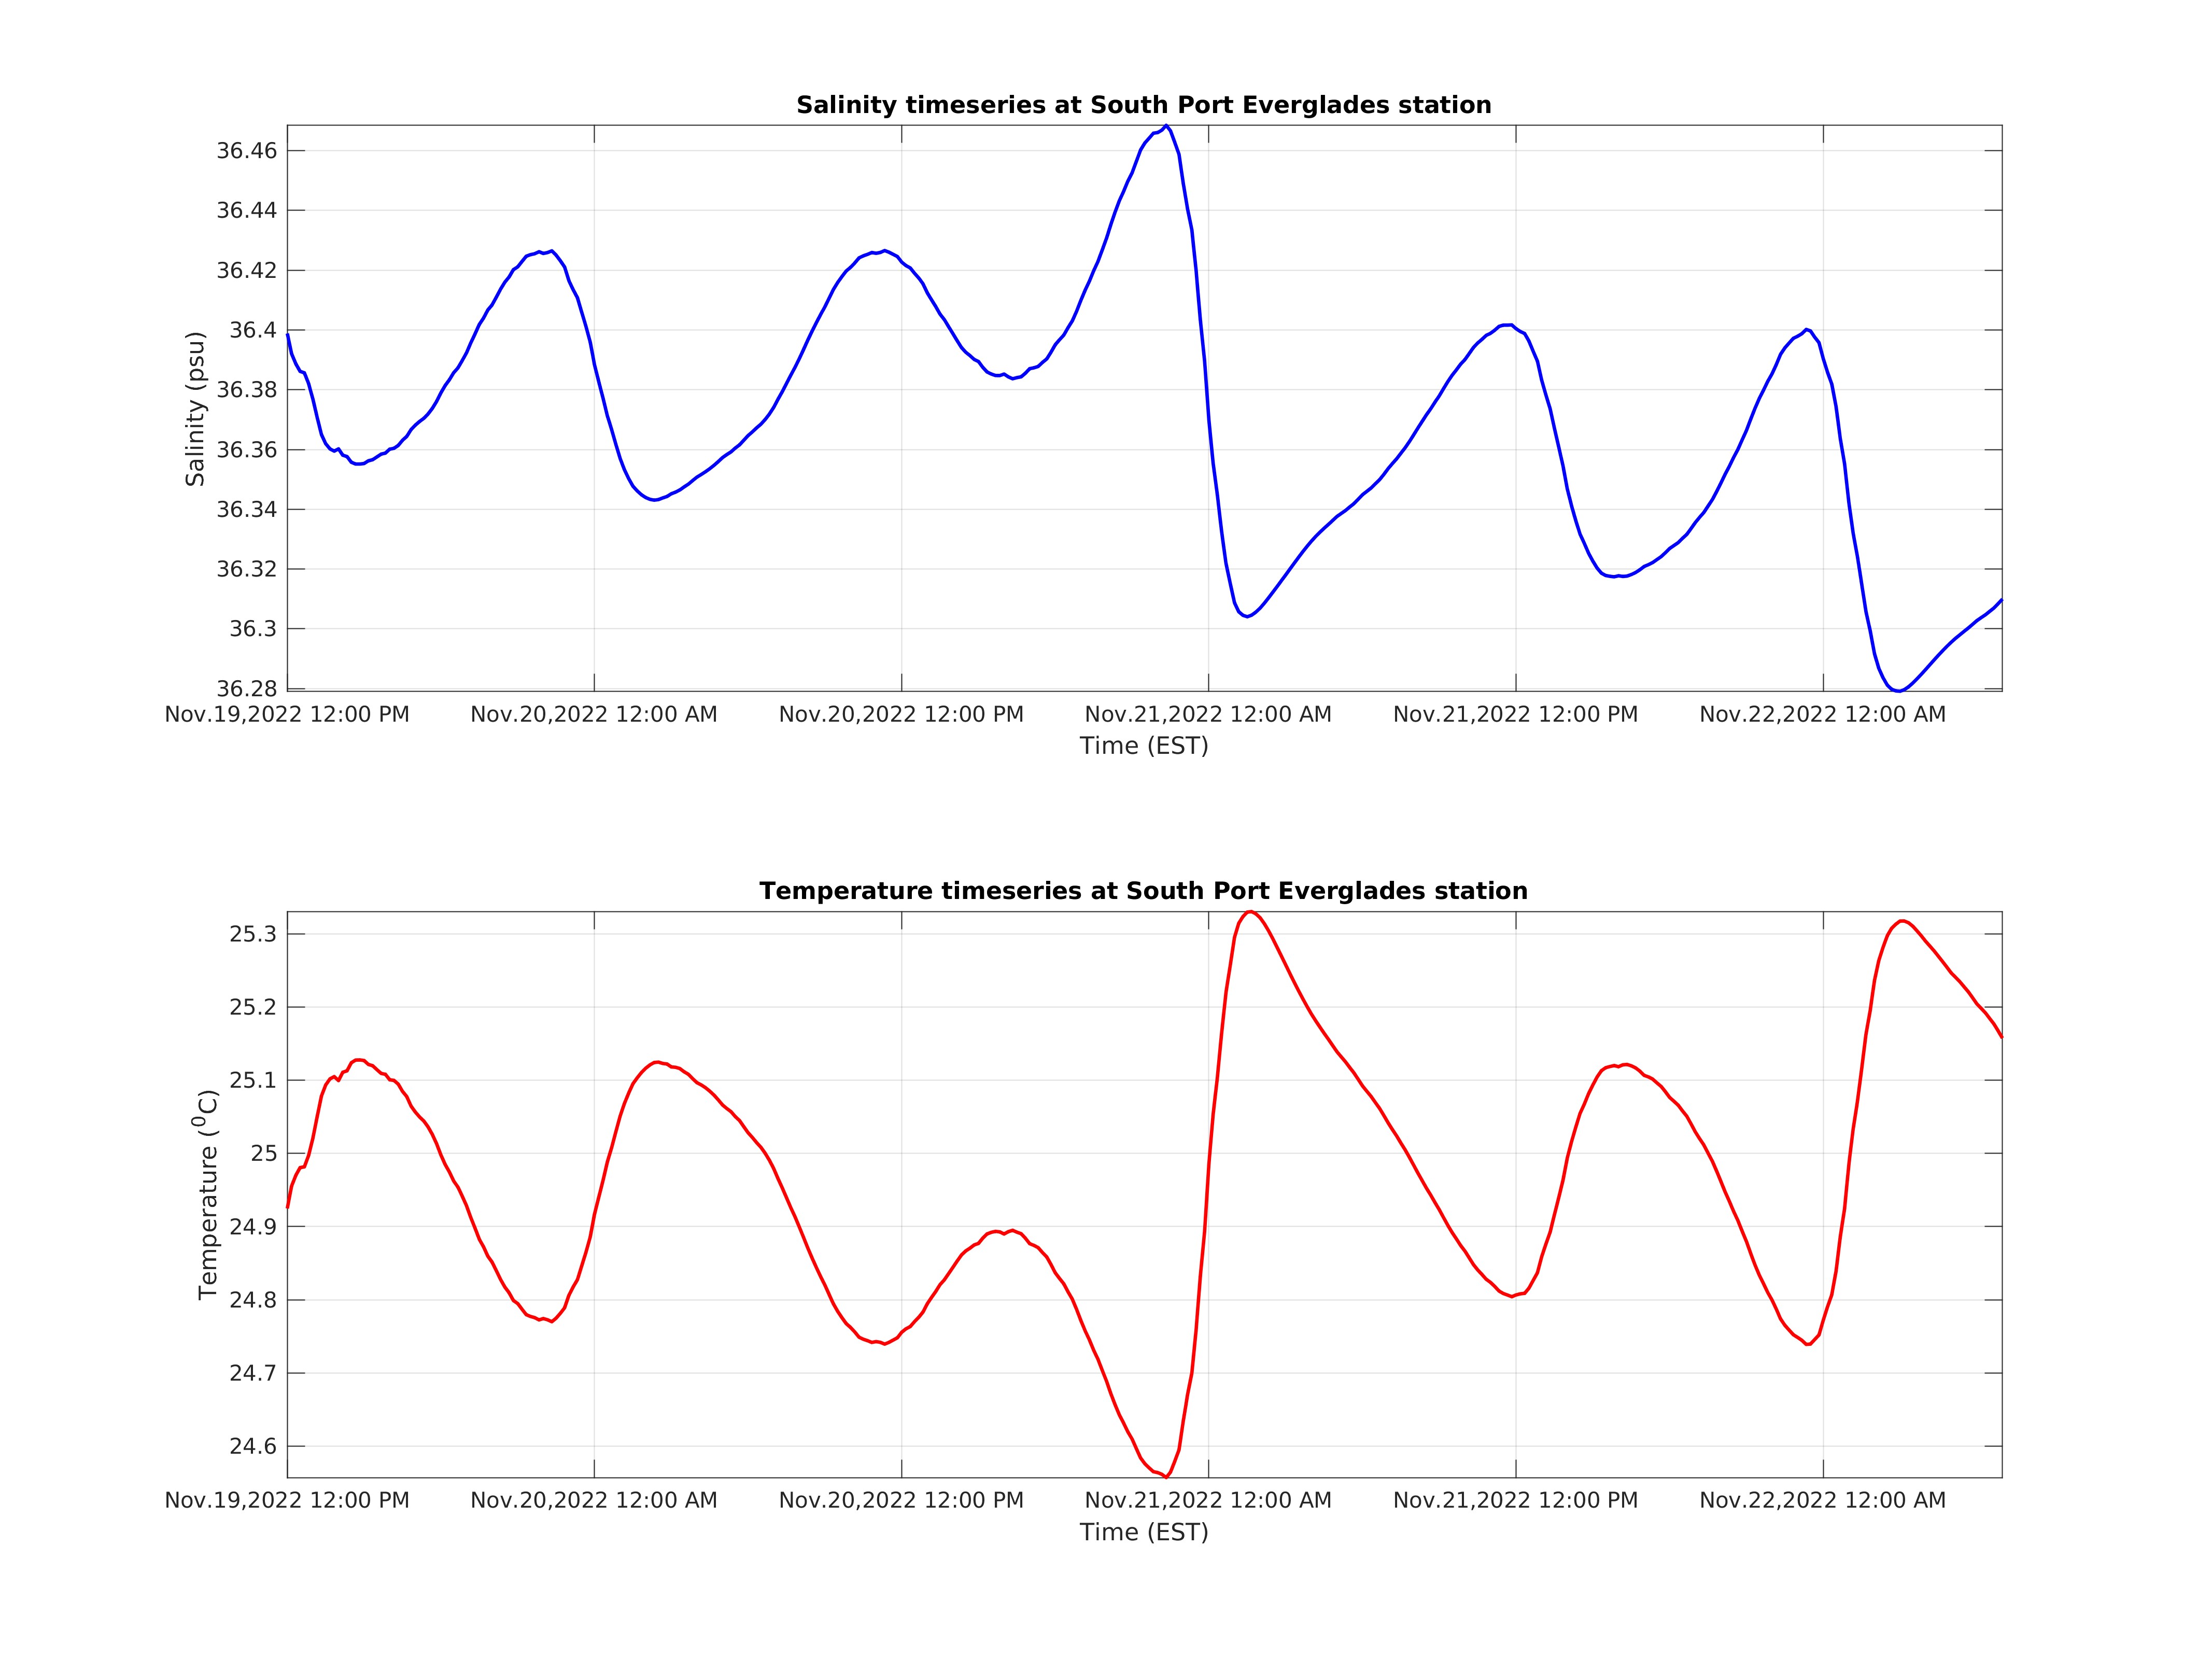 Salinity timeseries at South Port Everglades station
36.46
36.44
36.42
36.4
36.38
36.36
36.34
36.32
36.3
36.28
Salinity (psu)
Nov.19,2022 12:00 PM Nov.20,2022 12:00 AM Nov.20,2022 12:00 PM Nov.21,2022 12:00 AM Nov.21,2022 12:00 PM Nov.22,2022 12:00 AM
Time (EST)
Temperature timeseries at South Port Everglades station
25.3
25.2
25.1
25
24.9
24.8
24.7
24.6
Temperature (⁰C)
Nov.19,2022 12:00 PM Nov.20,2022 12:00 AM Nov.20,2022 12:00 PM Nov.21,2022 12:00 AM Nov.21,2022 12:00 PM Nov.22,2022 12:00 AM
Time (EST)